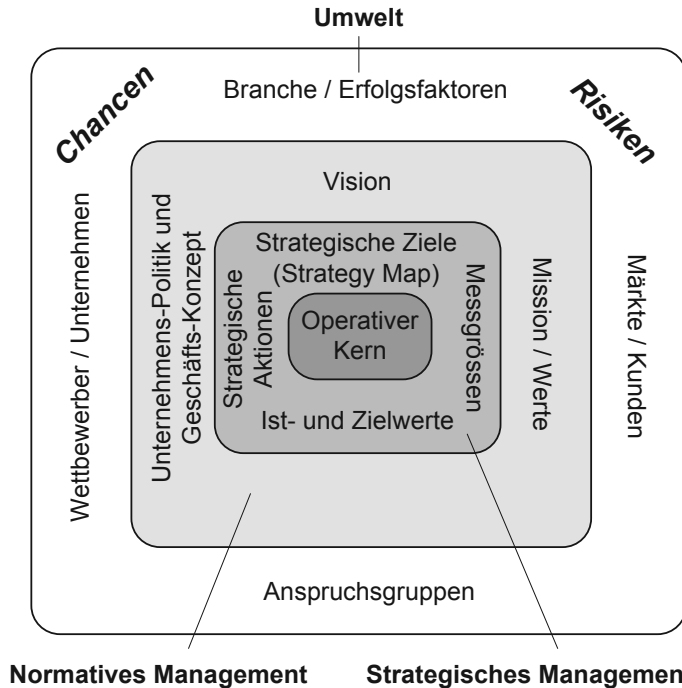 Umwelt
Branche / Erfolgsfaktoren
Chancen
Risiken
Wettbewerber / Unternehmen
Märkte / Kunden
Anspruchsgruppen
Vision
Unternehmens-Politik und
Geschäfts-Konzept
Mission / Werte
Strategische Ziele
(Strategy Map)
Strategische
Aktionen
Messgrössen
Ist- und Zielwerte
Operativer
Kern
Normatives Management
Strategisches Managemen